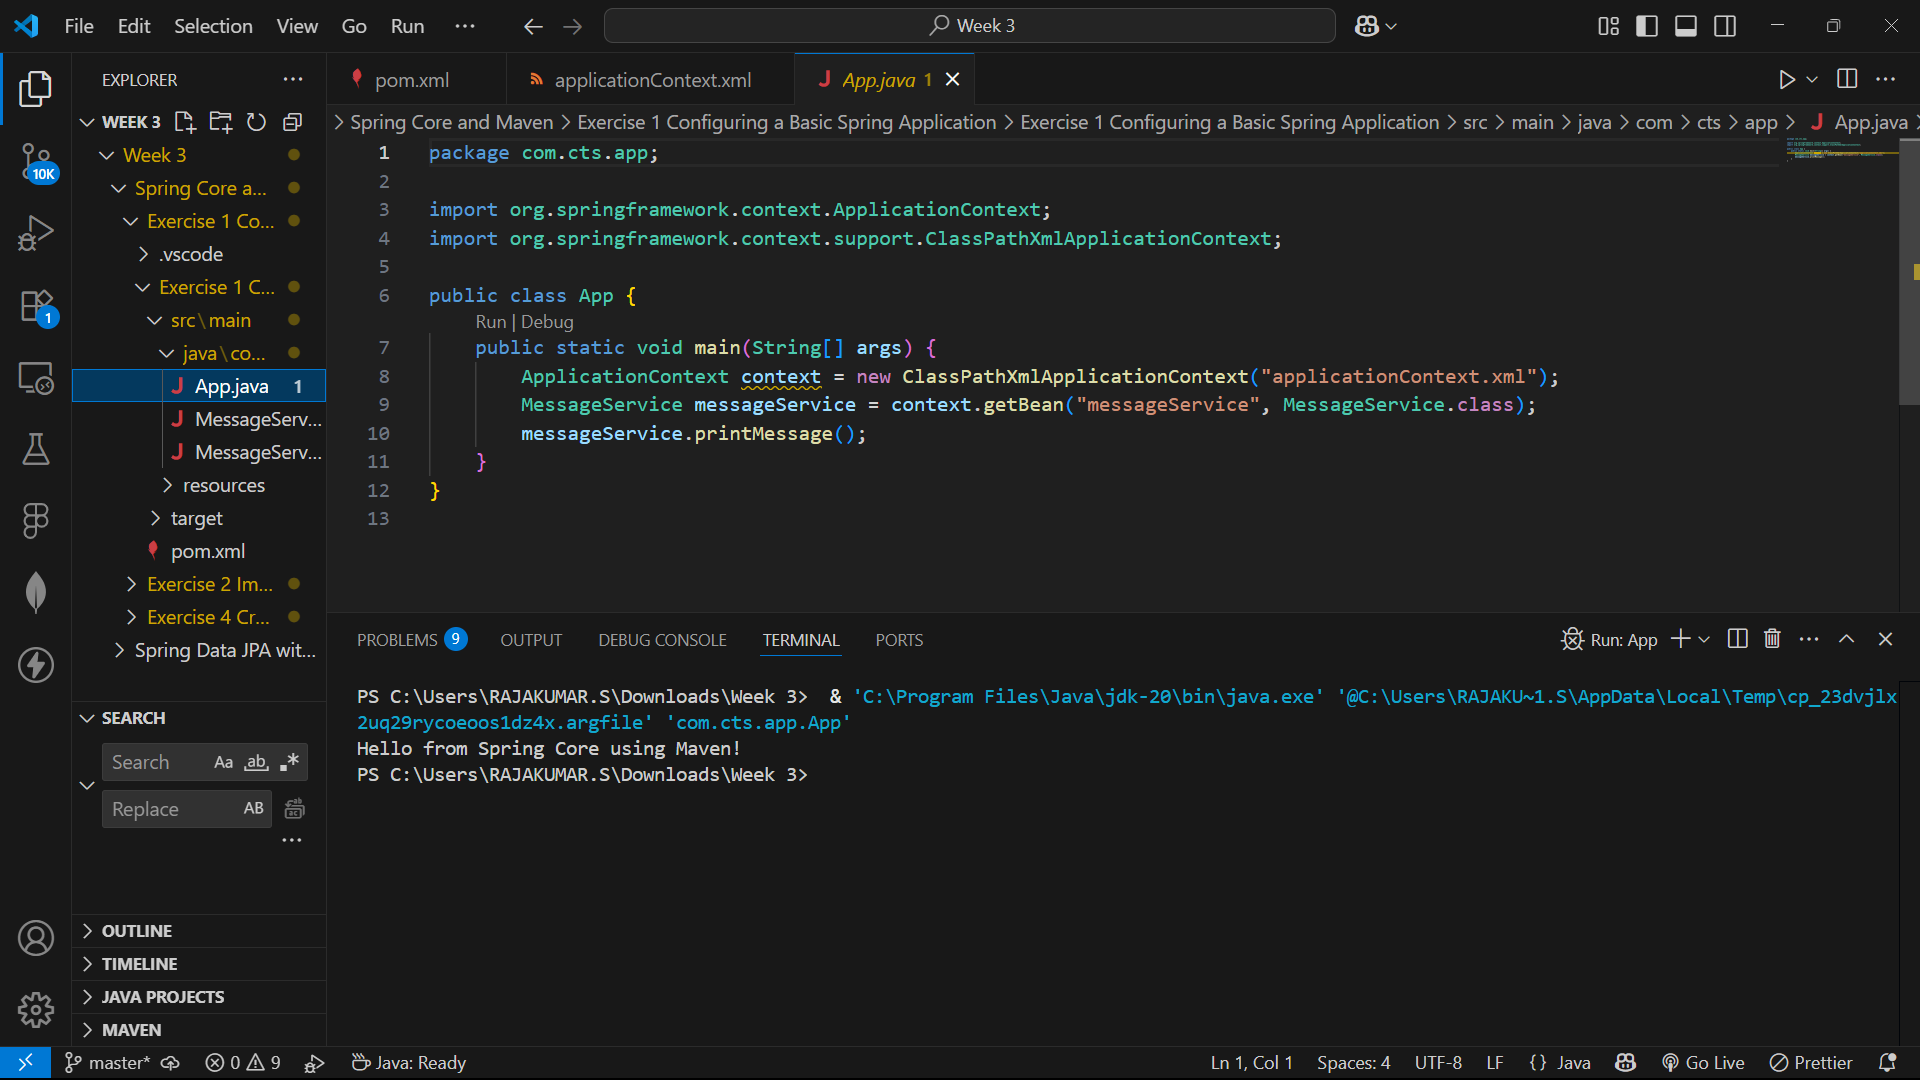 File Edit Selection View Go Run ···
Week 3
EXPLORER
pom.xml
applicationContext.xml
App.java 1
WEEK 3
Spring Core and Maven > Exercise 1 Configuring a Basic Spring Application > Exercise 1 Configuring a Basic Spring Application > src > main > java > com > cts > app > App.java
Week 3
Spring Core a...
Exercise 1 Co...
.vscode
Exercise 1 C...
src\main
java\co...
App.java 1
MessageServ...
MessageServ...
resources
target
pom.xml
Exercise 2 Im...
Exercise 4 Cr...
Spring Data JPA wit...
10K
1
1 package com.cts.app;
2
3 import org.springframework.context.ApplicationContext;
4 import org.springframework.context.support.ClassPathXmlApplicationContext;
5
6 public class App {
Run | Debug
7 public static void main(String[] args) {
8 ApplicationContext context = new ClassPathXmlApplicationContext("applicationContext.xml");
9 MessageService messageService = context.getBean("messageService", MessageService.class);
10 messageService.printMessage();
11 }
12 }
13
PROBLEMS 9 OUTPUT DEBUG CONSOLE TERMINAL PORTS
Run: App
PS C:\Users\RAJAKUMAR.S\Downloads\Week 3> & 'C:\Program Files\Java\jdk-20\bin\java.exe' '@C:\Users\RAJAKU~1.S\AppData\Local\Temp\cp_23dvjlx
2uq29rycoeoos1dz4x.argfile' 'com.cts.app.App'
Hello from Spring Core using Maven!
PS C:\Users\RAJAKUMAR.S\Downloads\Week 3>
SEARCH
Search Aa ab
Replace AB
OUTLINE
TIMELINE
JAVA PROJECTS
MAVEN
master* 0 9 Java: Ready
Ln 1, Col 1 Spaces: 4 UTF-8 LF {} Java Go Live Prettier